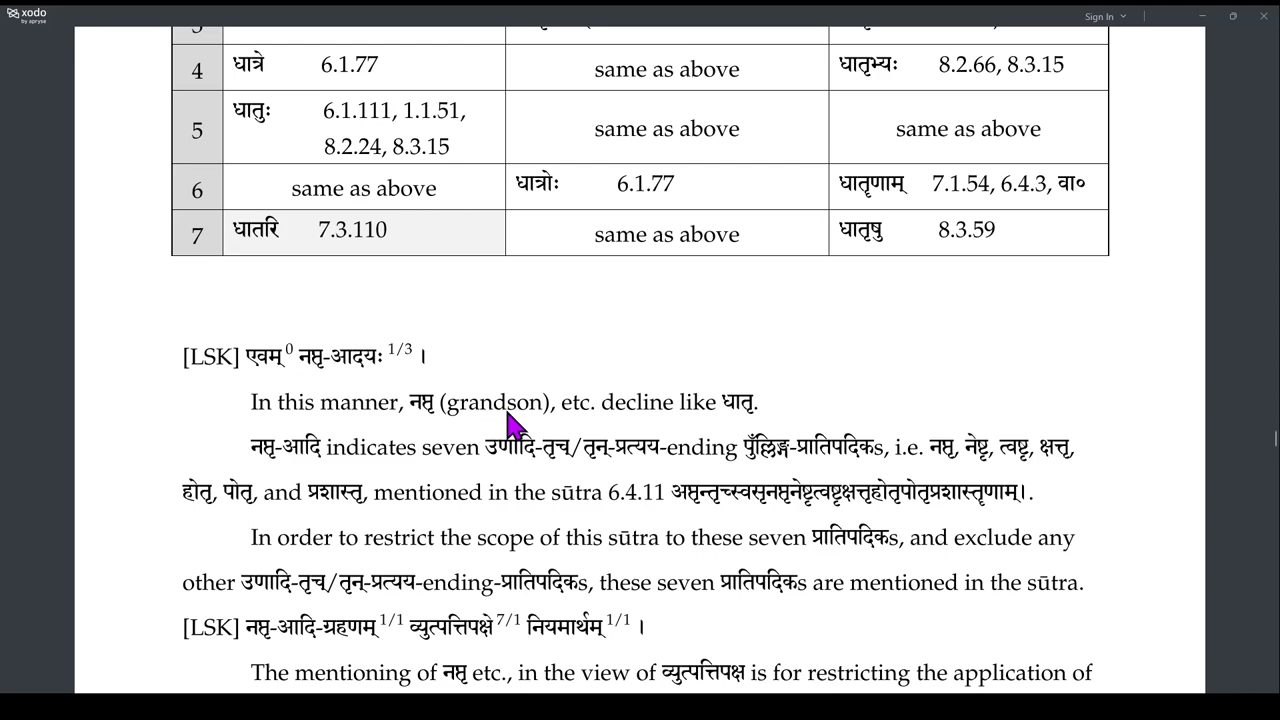 xodo
by apryse
Sign In
4 धात्रे 6.1.77 same as above धातृभ्यः 8.2.66, 8.3.15
5 धातुः 6.1.111, 1.1.51, 8.2.24, 8.3.15 same as above same as above
6 same as above धात्रोः 6.1.77 धातॄणाम् 7.1.54, 6.4.3, वा०
7 धातरि 7.3.110 same as above धातृषु 8.3.59
[LSK] एवम् 0 नप्तृ-आदयः 1/3 ।
In this manner, नप्तृ (grandson), etc. decline like धातृ.
नप्तृ-आदि indicates seven उणादि-तृच्/तृन्-प्रत्यय-ending पुँल्लिङ्ग-प्रातिपदिकs, i.e. नप्तृ, नेष्टृ, त्वष्टृ, क्षत्तृ,
होतृ, पोतृ, and प्रशास्तृ, mentioned in the sūtra 6.4.11 अप्तृन्तृच्स्वसृनप्तृनेष्टृत्वष्टृक्षत्तृहोतृपोतृप्रशास्तॄणाम्।.
In order to restrict the scope of this sūtra to these seven प्रातिपदिकs, and exclude any
other उणादि-तृच्/तृन्-प्रत्यय-ending-प्रातिपदिकs, these seven प्रातिपदिकs are mentioned in the sūtra.
[LSK] नप्तृ-आदि-ग्रहणम् 1/1 व्युत्पत्तिपक्षे 7/1 नियमार्थम् 1/1 ।
The mentioning of नप्तृ etc., in the view of व्युत्पत्तिपक्ष is for restricting the application of